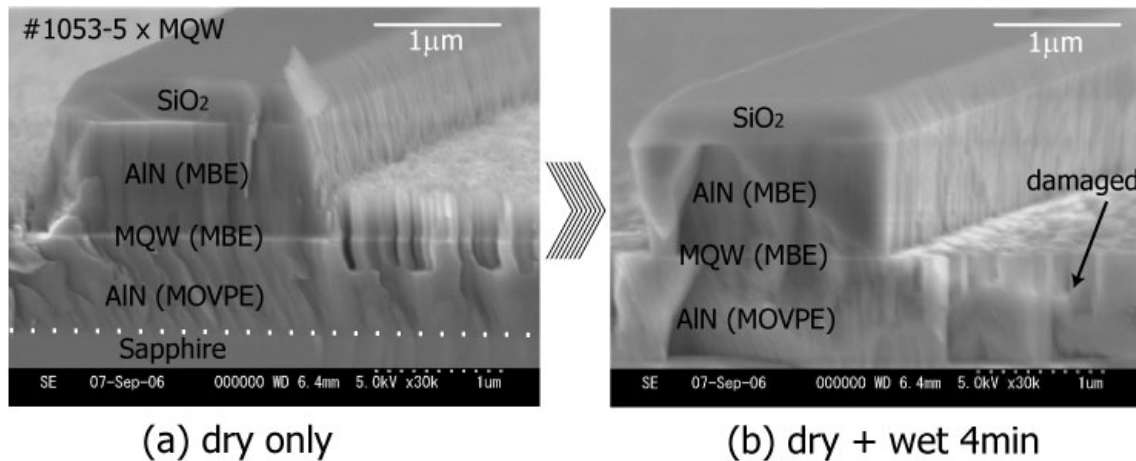 #1053-5 x MQW
1μm
SiO2
AlN (MBE)
MQW (MBE)
AlN (MOVPE)
Sapphire
SE 07-Sep-06 000000 WD 6.4mm 5.0kV x30k 1um
(a) dry only
1μm
SiO2
damaged
AlN (MBE)
MQW (MBE)
AlN (MOVPE)
SE 07-Sep-06 000000 WD 6.4mm 5.0kV x30k 1um
(b) dry + wet 4min